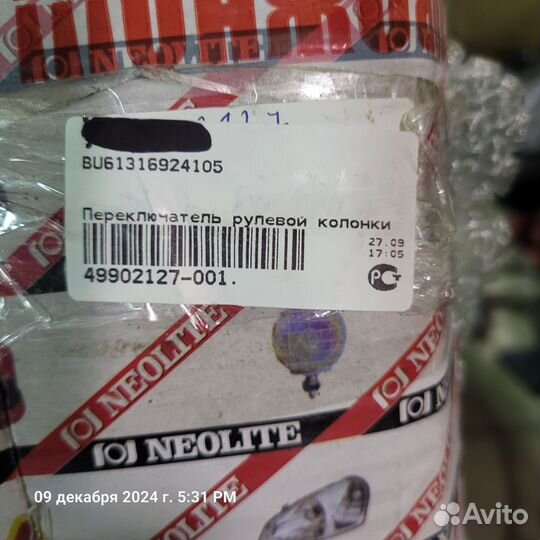 NEOLITE
BU61316924105
Переключатель рулевой колонки
27.09
17:05
49902127-001.
РСТ
NEOLITE
NEOLITE
09 декабря 2024 г. 5:31 PM
Avito